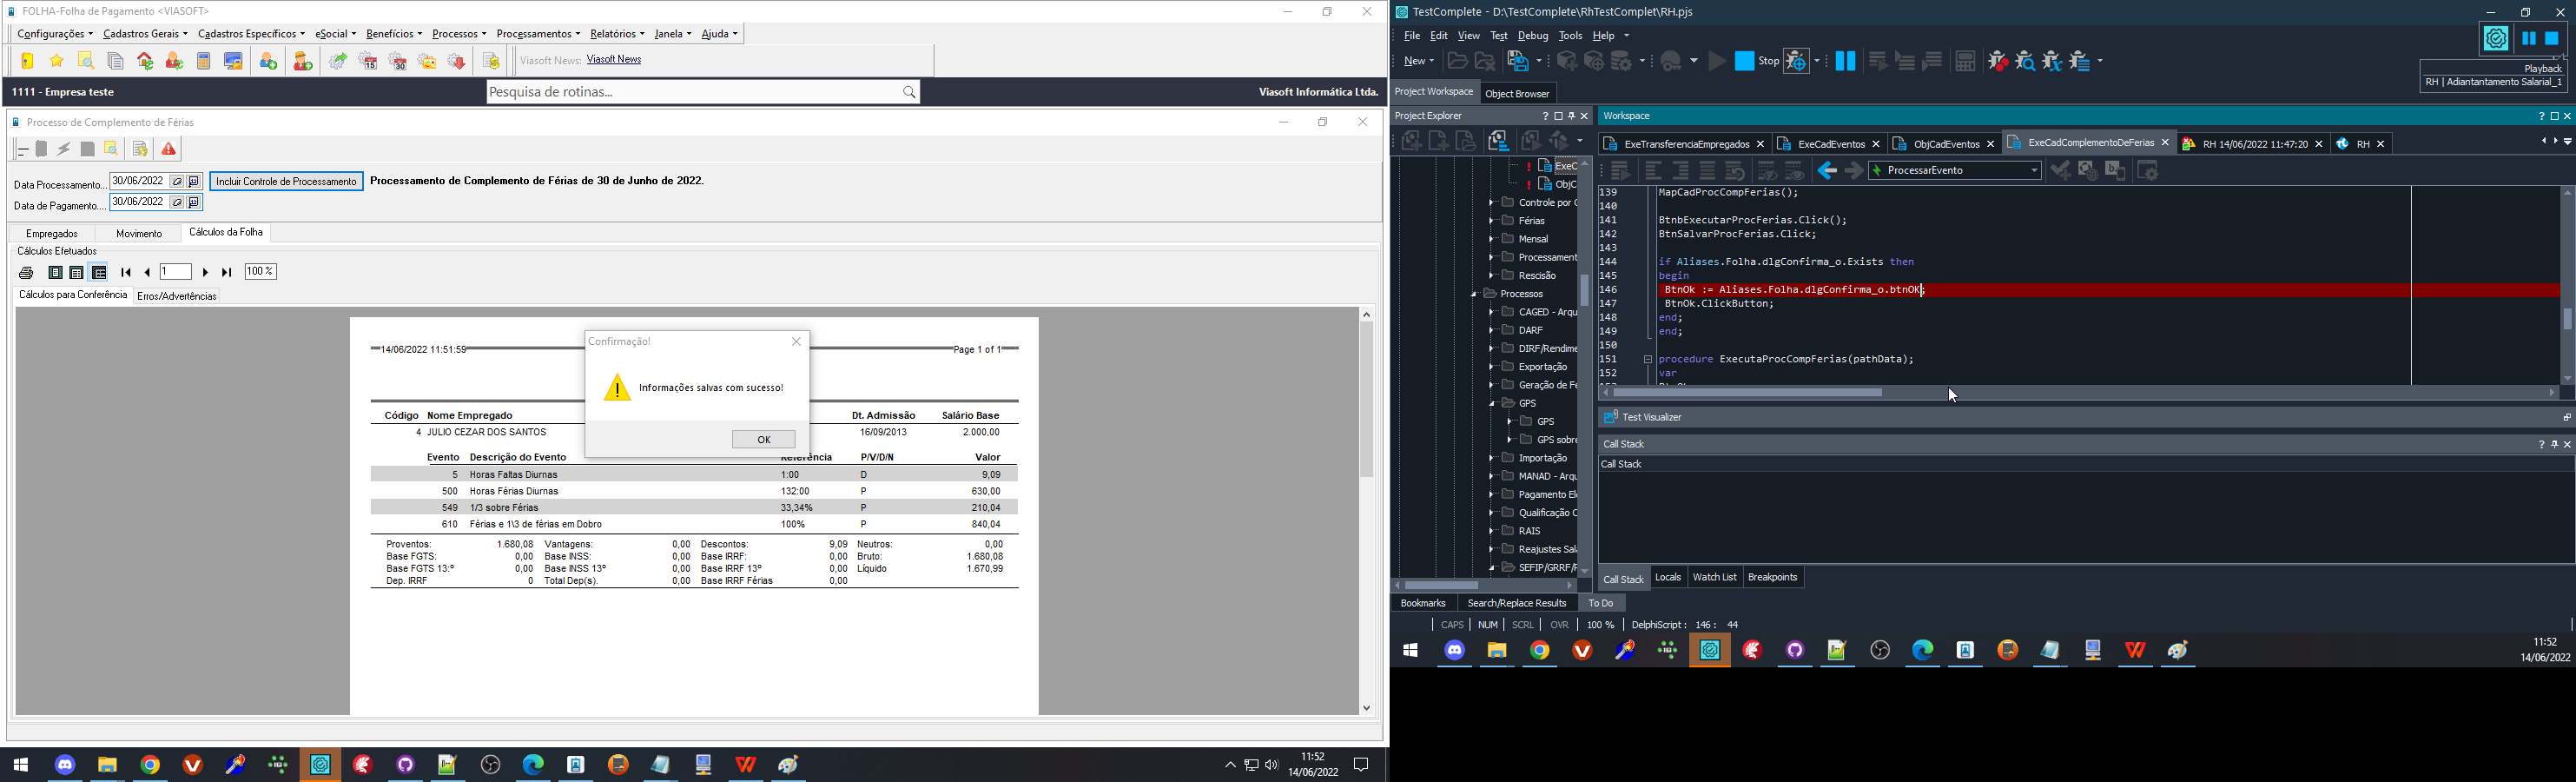 FOLHA-Folha de Pagamento <VIASOFT>
Configurações Cadastros Gerais Cadastros Específicos eSocial Benefícios Processos Processamentos Relatórios Janela Ajuda
15 30 Viasoft News: Viasoft News
1111 - Empresa teste Pesquisa de rotinas... Viasoft Informática Ltda.
Processo de Complemento de Férias
Data Processamento... 30/06/2022 Incluir Controle de Processamento Processamento de Complemento de Férias de 30 de Junho de 2022.
Data de Pagamento.... 30/06/2022
Empregados Movimento Cálculos da Folha
Cálculos Efetuados
1 100 %
Cálculos para Conferência Erros/Advertências
14/06/2022 11:51:59 Page 1 of 1
Confirmação!
Informações salvas com sucesso!
OK
Código Nome Empregado Dt. Admissão Salário Base
4 JULIO CEZAR DOS SANTOS 16/09/2013 2.000,00
Evento Descrição do Evento Referência P/V/D/N Valor
5 Horas Faltas Diurnas 1:00 D 9,09
500 Horas Férias Diurnas 132:00 P 630,00
549 1/3 sobre Férias 33,34% P 210,04
610 Férias e 1\3 de férias em Dobro 100% P 840,04
Proventos: 1.680,08 Vantagens: 0,00 Descontos: 9,09 Neutros: 0,00
Base FGTS: 0,00 Base INSS: 0,00 Base IRRF: 0,00 Bruto: 1.680,08
Base FGTS 13:º 0,00 Base INSS 13º 0,00 Base IRRF 13º 0,00 Líquido 1.670,99
Dep. IRRF 0 Total Dep(s). 0,00 Base IRRF Férias 0,00
11:52
14/06/2022
TestComplete - D:\TestComplete\RhTestComplet\RH.pjs
File Edit View Test Debug Tools Help
New Stop
Playback
RH | Adiantantamento Salarial_1
Project Workspace Object Browser
Project Explorer
Workspace
ExeTransferenciaEmpregados ExeCadEventos ObjCadEventos ExeCadComplementoDeFerias RH 14/06/2022 11:47:20 RH
ProcessarEvento
ExeC
ObjC
Controle por C
Férias
Mensal
Processament
Rescisão
Processos
CAGED - Arqu
DARF
DIRF/Rendime
Exportação
Geração de Fé
GPS
GPS
GPS sobre
Importação
MANAD - Arqu
Pagamento El
Qualificação C
RAIS
Reajustes Sal
SEFIP/GRRF/F
139 MapCadProcCompFerias();
140
141 BtnbExecutarProcFerias.Click();
142 BtnSalvarProcFerias.Click;
143
144 if Aliases.Folha.dlgConfirma_o.Exists then
145 begin
146 BtnOk := Aliases.Folha.dlgConfirma_o.btnOK;
147 BtnOk.ClickButton;
148 end;
149 end;
150
151 procedure ExecutaProcCompFerias(pathData);
152 var
Test Visualizer
Call Stack
Call Stack
Call Stack Locals Watch List Breakpoints
Bookmarks Search/Replace Results To Do
CAPS NUM SCRL OVR 100 % DelphiScript : 146 : 44
11:52
14/06/2022